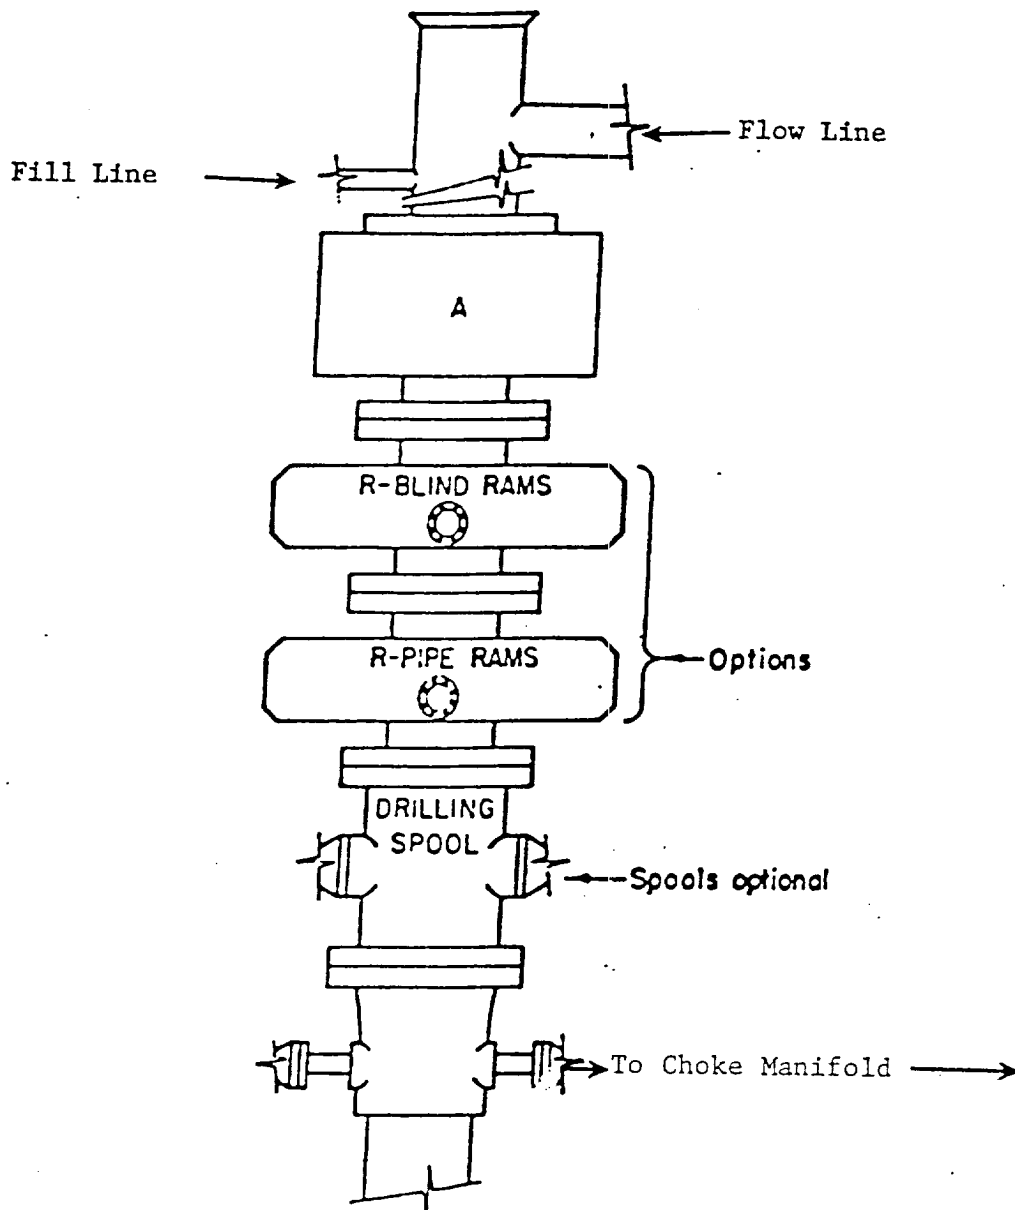 Flow Line
Fill Line
A
R-BLIND RAMS
R-PIPE RAMS
Options
DRILLING
SPOOL
Spools optional
To Choke Manifold